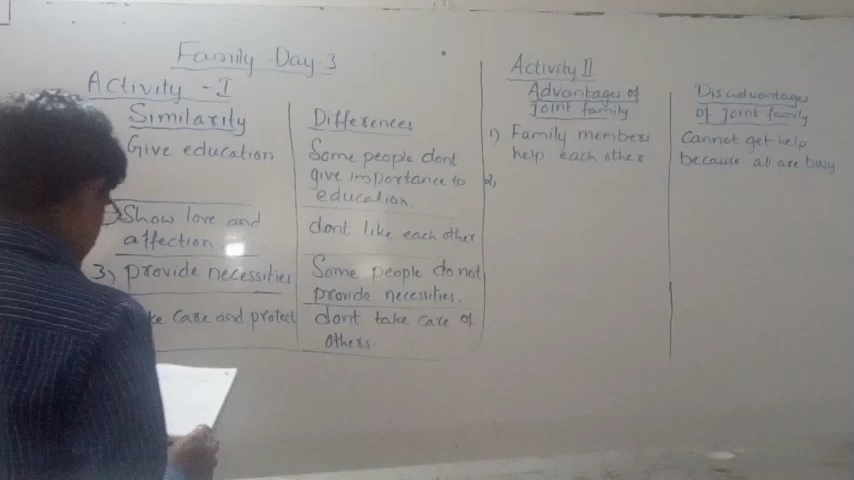 Family Day-3
Activity - I
Similarity
Give education
Show love and
affection
3) provide necessities
care and protect
Differences
Some people dont
give importance to
education.
dont like each other
Some people do not
provide necessities.
dont take care of
others.
Activity II
Advantages of
Joint family
1) Family members
help each other
2,
Disadvantages
of Joint family
Cannot get help
because all are busy